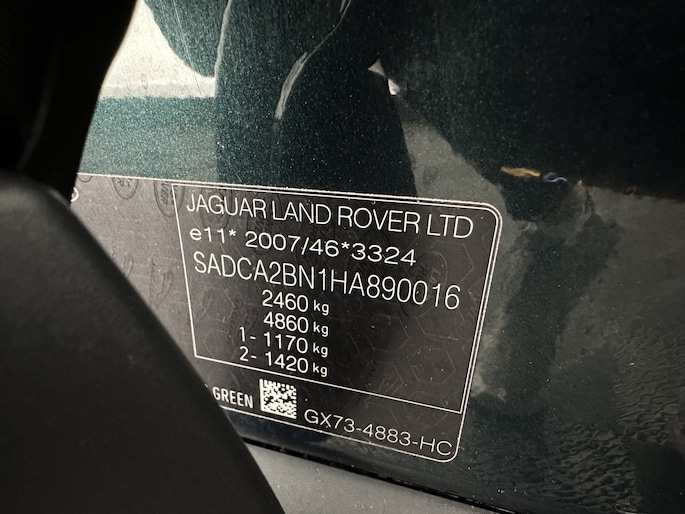 JAGUAR LAND ROVER LTD
e11* 2007/46*3324
SADCA2BN1HA890016
2460 kg
4860 kg
1- 1170 kg
2- 1420 kg
GREEN
GX73-4883-HC